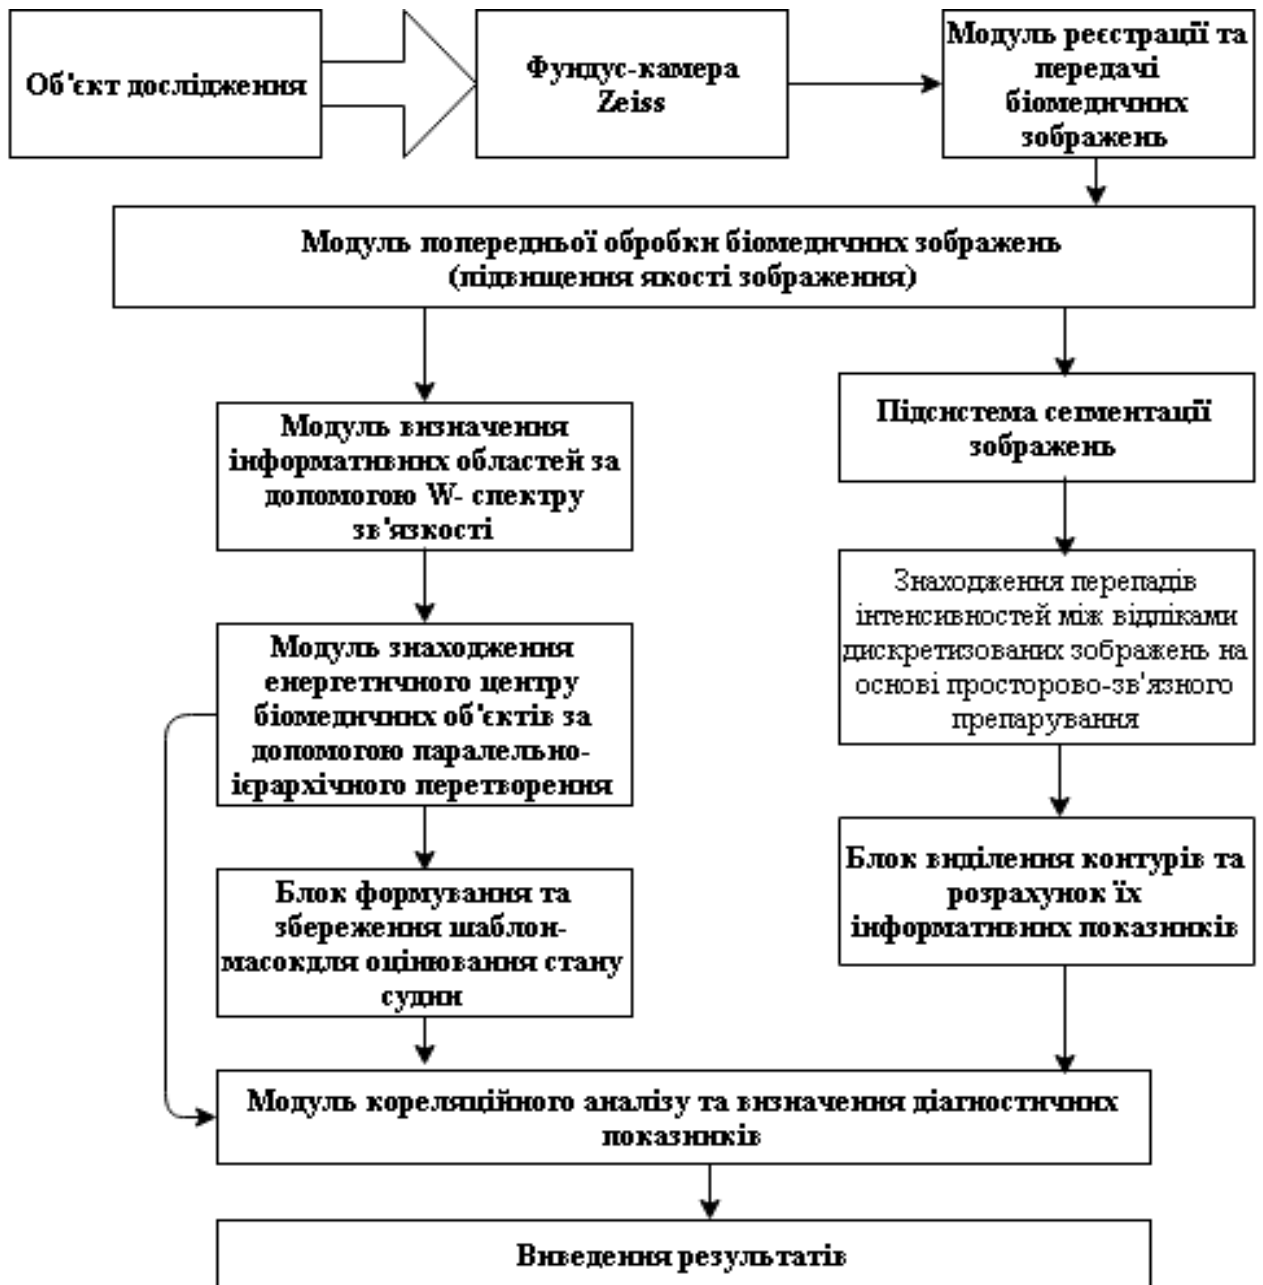 Об'єкт дослідження
Фундус-камера
Zeiss
Модуль реєстрації та
передачі
біомедичних
зображень
Модуль попередньої обробки біомедичних зображень
(підвищення якості зображення)
Модуль визначення
інформативних областей за
допомогою W- спектру
зв'язкості
Підсистема сегментації
зображень
Знаходження перепадів
інтенсивностей між відліками
дискретизованих зображень на
основі просторово-зв'язного
препарування
Модуль знаходження
енергетичного центру
біомедичних об'єктів за
допомогою паралельно-
ієрархічного перетворення
Блок виділення контурів та
розрахунок їх
інформативних показників
Блок формування та
збереження шаблон-
масокдля оцінювання стану
судин
Модуль кореляційного аналізу та визначення діагностичних
показників
Виведення результатів